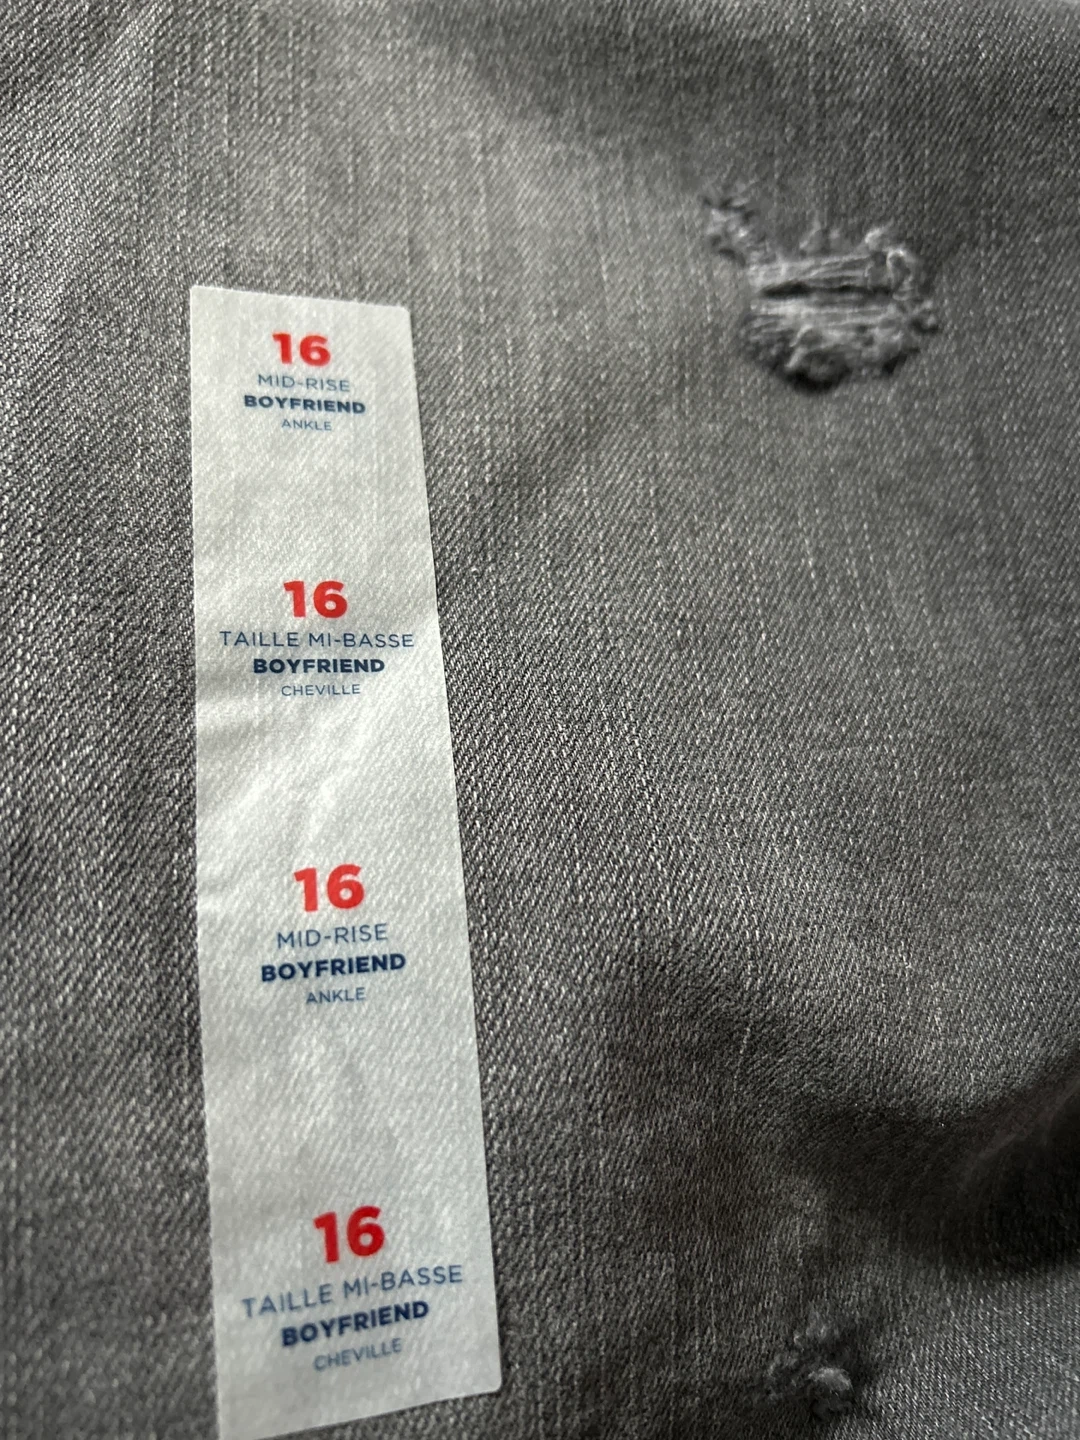 16
MID-RISE
BOYFRIEND
ANKLE
16
TAILLE MI-BASSE
BOYFRIEND
CHEVILLE
16
MID-RISE
BOYFRIEND
ANKLE
16
TAILLE MI-BASSE
BOYFRIEND
CHEVILLE